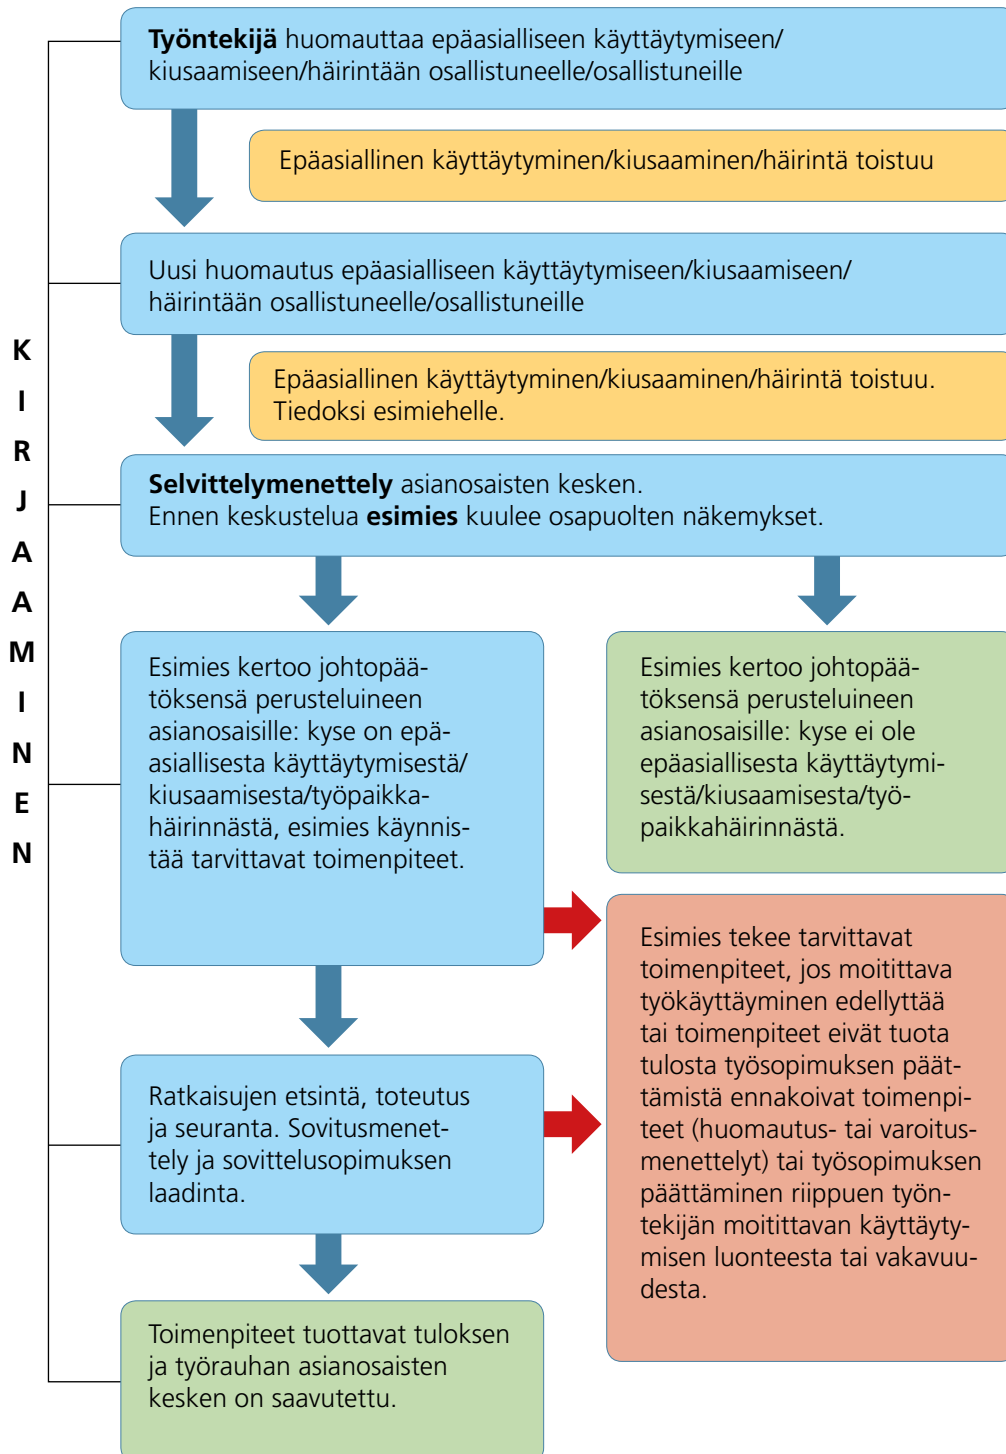 Työntekijä huomauttaa epäasialliseen käyttäytymiseen/
kiusaamiseen/häirintään osallistuneelle/osallistuneille
Epäasiallinen käyttäytyminen/kiusaaminen/häirintä toistuu
Uusi huomautus epäasialliseen käyttäytymiseen/kiusaamiseen/
häirintään osallistuneelle/osallistuneille
Epäasiallinen käyttäytyminen/kiusaaminen/häirintä toistuu.
Tiedoksi esimiehelle.
Selvittelymenettely asianosaisten kesken.
Ennen keskustelua esimies kuulee osapuolten näkemykset.
Esimies kertoo johtopää-
töksensä perusteluineen
asianosaisille: kyse on epä-
asiallisesta käyttäytymisestä/
kiusaamisesta/työpaikka-
häirinnästä, esimies käynnis-
tää tarvittavat toimenpiteet.
Esimies kertoo johtopää-
töksensä perusteluineen
asianosaisille: kyse ei ole
epäasiallisesta käyttäytymi-
sestä/kiusaamisesta/työ-
paikkahäirinnästä.
Esimies tekee tarvittavat
toimenpiteet, jos moitittava
työkäyttäyminen edellyttää
tai toimenpiteet eivät tuota
tulosta työsopimuksen päät-
tämistä ennakoivat toimenpi-
teet (huomautus- tai varoitus-
menettelyt) tai työsopimuksen
päättäminen riippuen työn-
tekijän moitittavan käyttäyty-
misen luonteesta tai vakavuu-
desta.
Ratkaisujen etsintä, toteutus
ja seuranta. Sovitusmenet-
tely ja sovittelusopimuksen
laadinta.
Toimenpiteet tuottavat tuloksen
ja työrauhan asianosaisten
kesken on saavutettu.
K
I
R
J
A
A
M
I
N
E
N